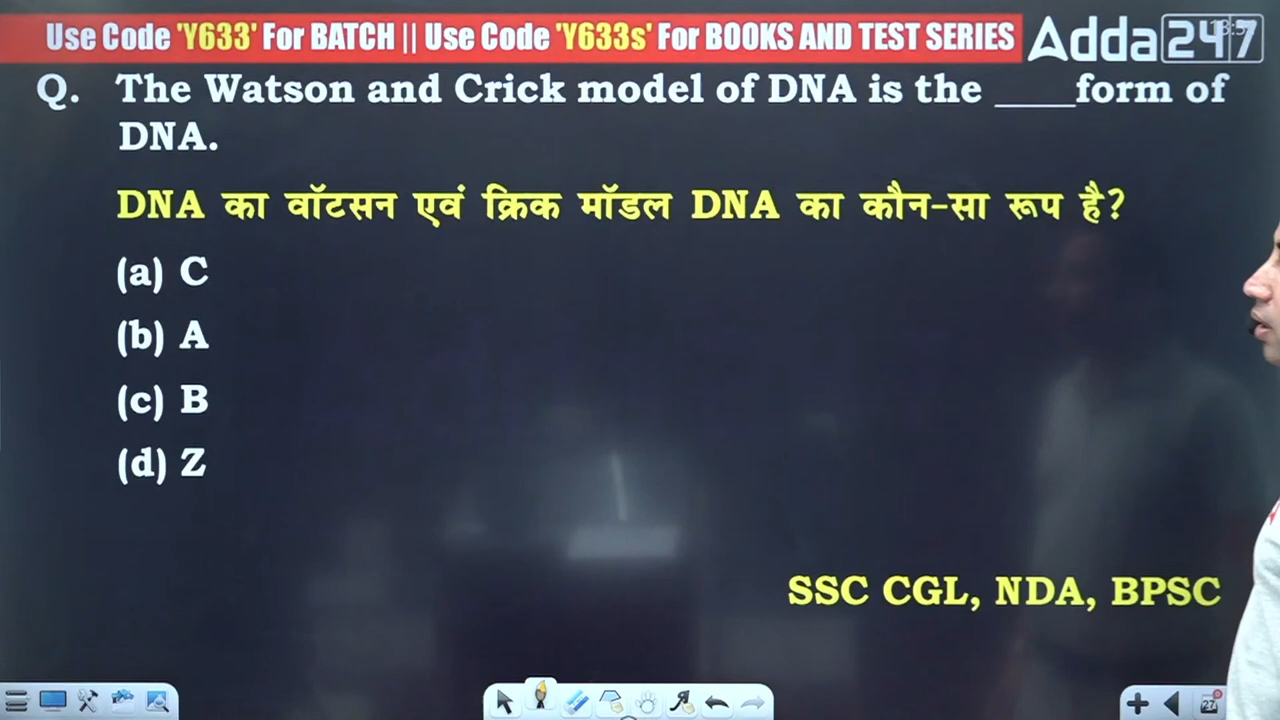 Use Code 'Y633' For BATCH || Use Code 'Y633s' For BOOKS AND TEST SERIES
Adda247
Q. The Watson and Crick model of DNA is the ____form of
DNA.
DNA का वॉटसन एवं क्रिक मॉडल DNA का कौन-सा रूप है?
(a) C
(b) A
(c) B
(d) Z
SSC CGL, NDA, BPSC
27